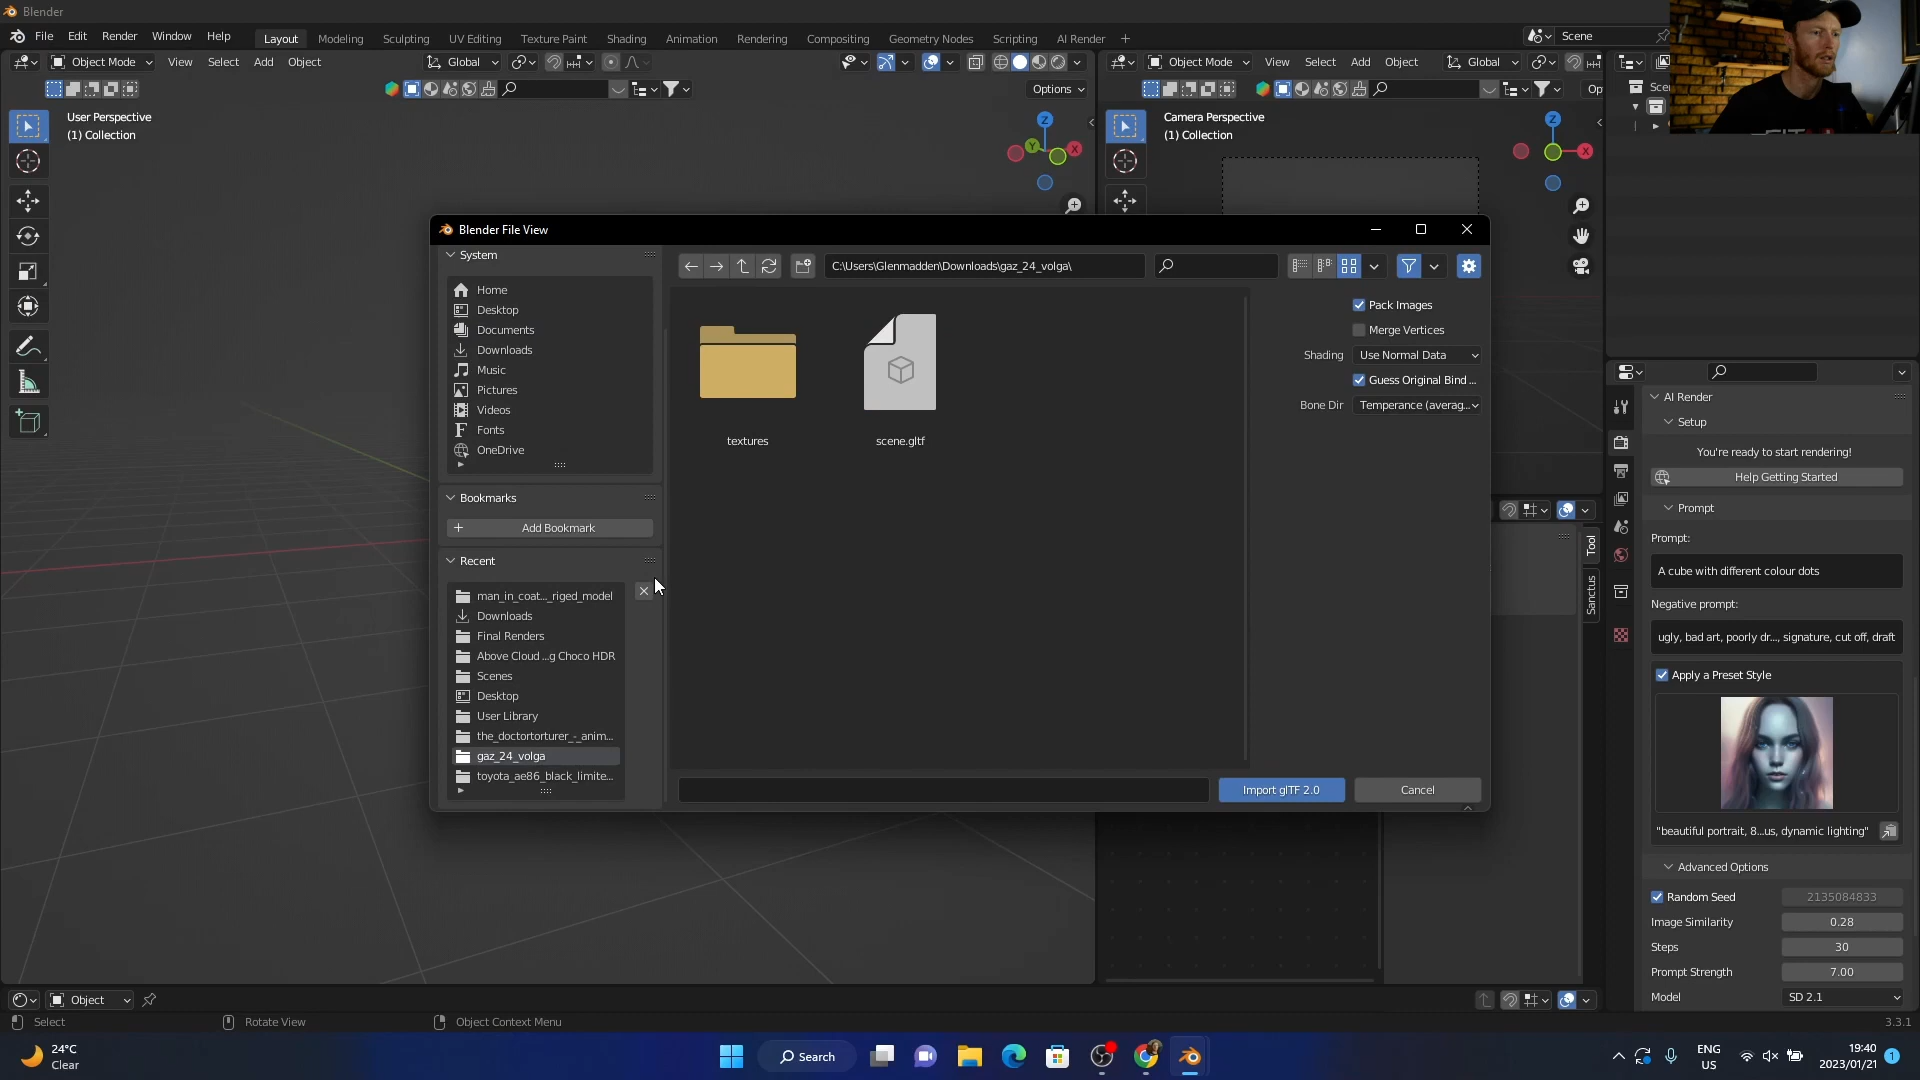 Blender
File Edit Render Window Help Layout Modeling Sculpting UV Editing Texture Paint Shading Animation Rendering Compositing Geometry Nodes Scripting AI Render + Scene
Object Mode View Select Add Object Global Object Mode View Select Add Object Global
Options
User Perspective
(1) Collection
Camera Perspective
(1) Collection
Z
Y
X
Z
X
Blender File View
System
Home
Desktop
Documents
Downloads
Music
Pictures
Videos
Fonts
OneDrive
Bookmarks
Add Bookmark
Recent
man_in_coat..._riged_model
Downloads
Final Renders
Above Cloud ...g Choco HDR
Scenes
Desktop
User Library
the_doctortorturer_-_anim...
gaz_24_volga
toyota_ae86_black_limite...
C:\Users\Glenmadden\Downloads\gaz_24_volga\
textures
scene.gltf
Pack Images
Merge Vertices
Shading Use Normal Data
Guess Original Bind ...
Bone Dir Temperance (averag...
Import glTF 2.0
Cancel
Tool
Sanctus
AI Render
Setup
You're ready to start rendering!
Help Getting Started
Prompt
Prompt:
A cube with different colour dots
Negative prompt:
ugly, bad art, poorly dr..., signature, cut off, draft
Apply a Preset Style
"beautiful portrait, 8...us, dynamic lighting"
Advanced Options
Random Seed 2135084833
Image Similarity 0.28
Steps 30
Prompt Strength 7.00
Model SD 2.1
Object
Select Rotate View Object Context Menu 3.3.1
24°C
Clear
Search
ENG
US
19:40
2023/01/21
1